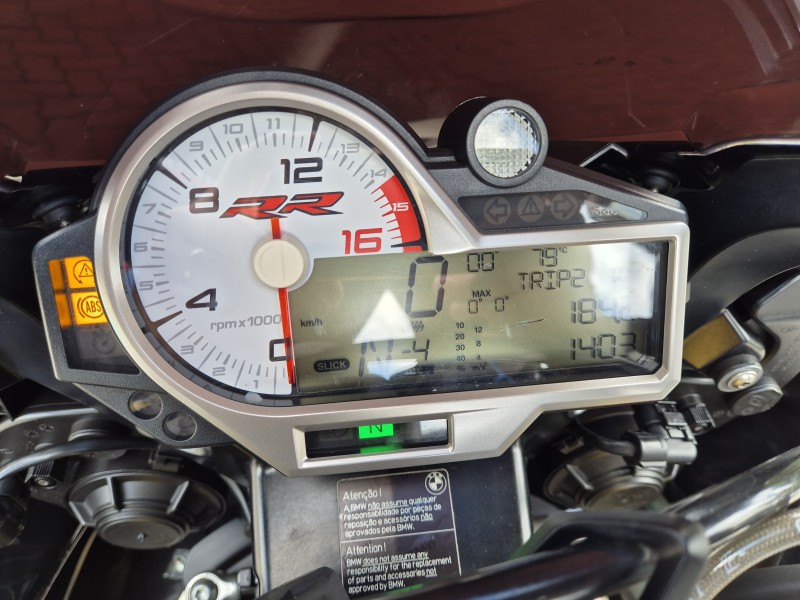 10 11
9 12 13
8 RR 14
7 15
6 16
5
4 rpm x 1000
3
2
1 0
ABS
0 00 79 °C
TRIP2
MAX
0° 0°
km/h
10 12
20 8
30 8
40 4
% m/s²
SLICK N -4
1403
N
Atenção !
A BMW não assume qualquer
responsabilidade por peças de
reposição e acessórios não
aprovados pela BMW.
Attention !
BMW does not assume any
responsibility for the replacement
of parts and accessories not
approved by the BMW.